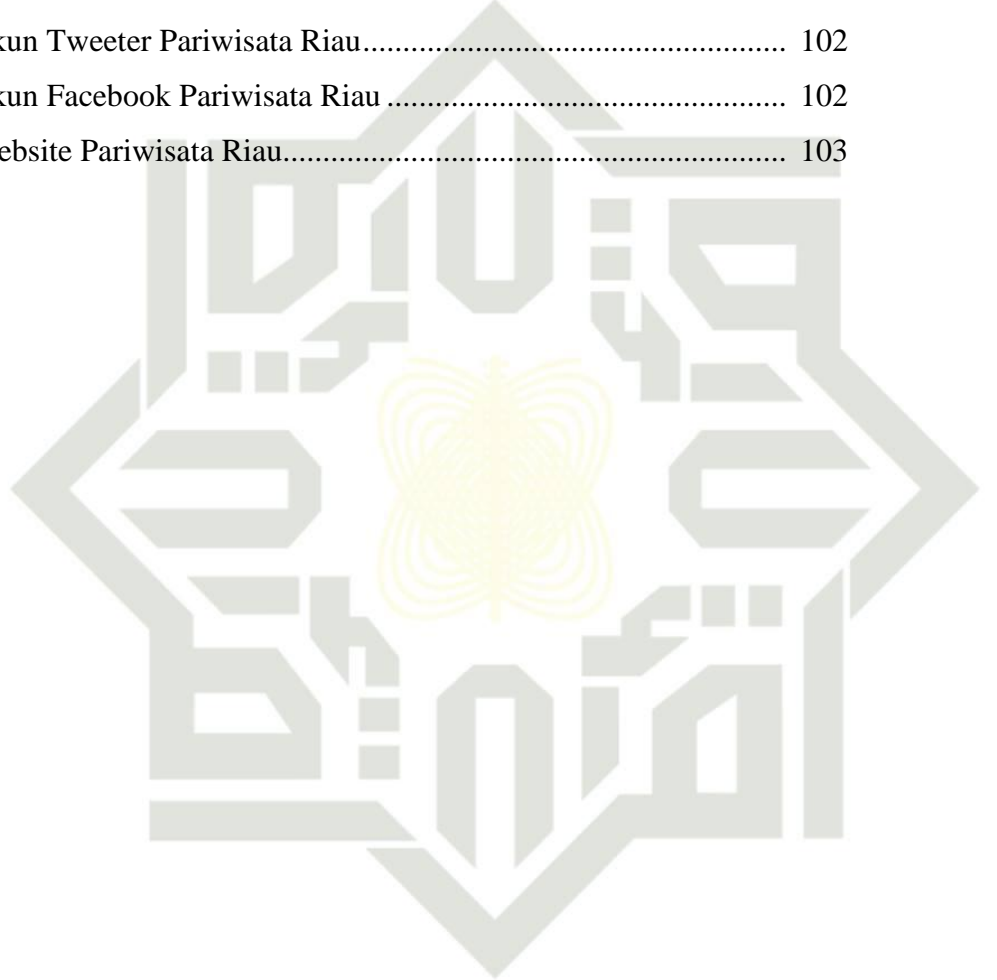 kun Tweeter Pariwisata Riau.................................................... 102
kun Facebook Pariwisata Riau ................................................. 102
ebsite Pariwisata Riau.............................................................. 103